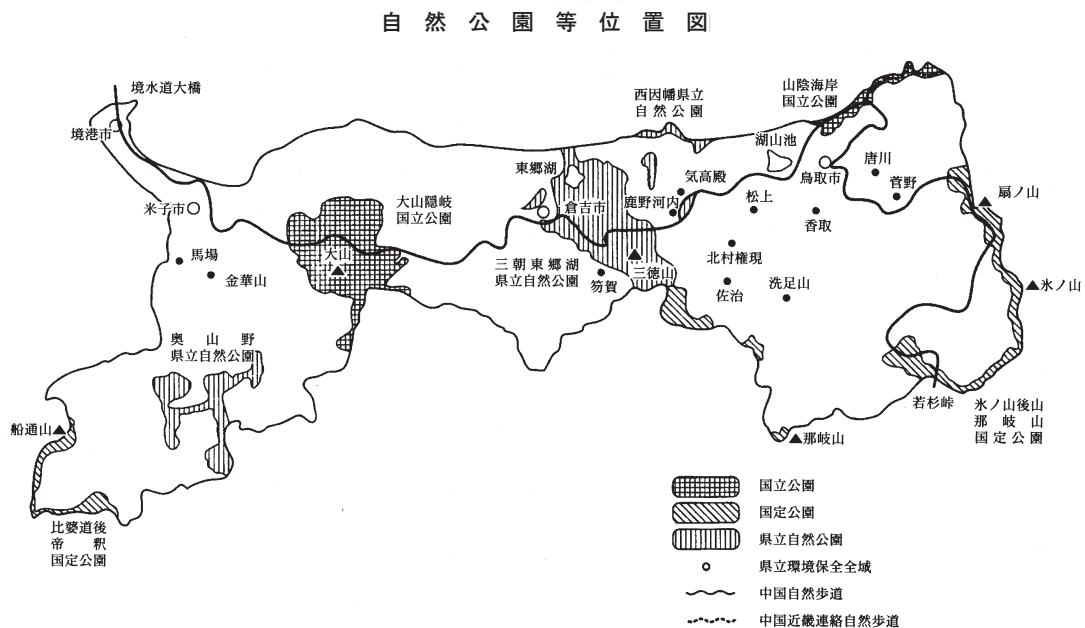 自然公園等位置図
境水道大橋
境港市
米子市
馬場
金華山
奥山野
県立自然公園
船通山
比婆道後
帝釈
国定公園
大山隠岐
国立公園
大山
東郷湖
倉吉市
三朝東郷湖
県立自然公園
笏賀
三徳山
西因幡県立
自然公園
気高殿
鹿野河内
山陰海岸
国立公園
湖山池
鳥取市
唐川
菅野
松上
香取
北村権現
佐治
洗足山
扇ノ山
氷ノ山
若杉峠
那岐山
氷ノ山後山
那岐山
国定公園
国立公園
国定公園
県立自然公園
県立環境保全全域
中国自然歩道
中国近畿連絡自然歩道